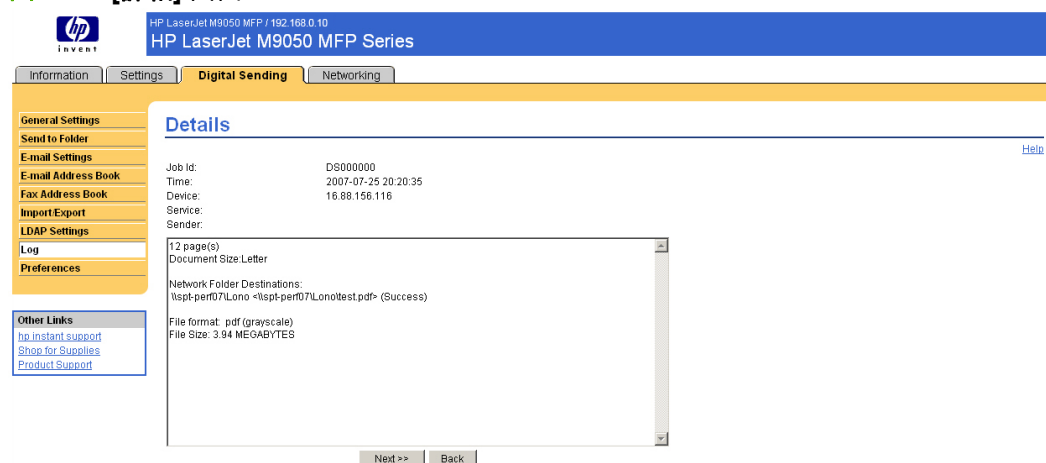 hp
invent
HP LaserJet M9050 MFP / 192.168.0.10
HP LaserJet M9050 MFP Series
Information Settings Digital Sending Networking
General Settings
Send to Folder
E-mail Settings
E-mail Address Book
Fax Address Book
Import/Export
LDAP Settings
Log
Preferences
Other Links
hp instant support
Shop for Supplies
Product Support
Details
Help
Job Id: DS000000
Time: 2007-07-25 20:20:35
Device: 16.88.156.116
Service:
Sender:
12 page(s)
Document Size:Letter
Network Folder Destinations:
\\spt-perf07\Lono <\\spt-perf07\Lono\test.pdf> (Success)
File format: pdf (grayscale)
File Size: 3.94 MEGABYTES
Next >> Back